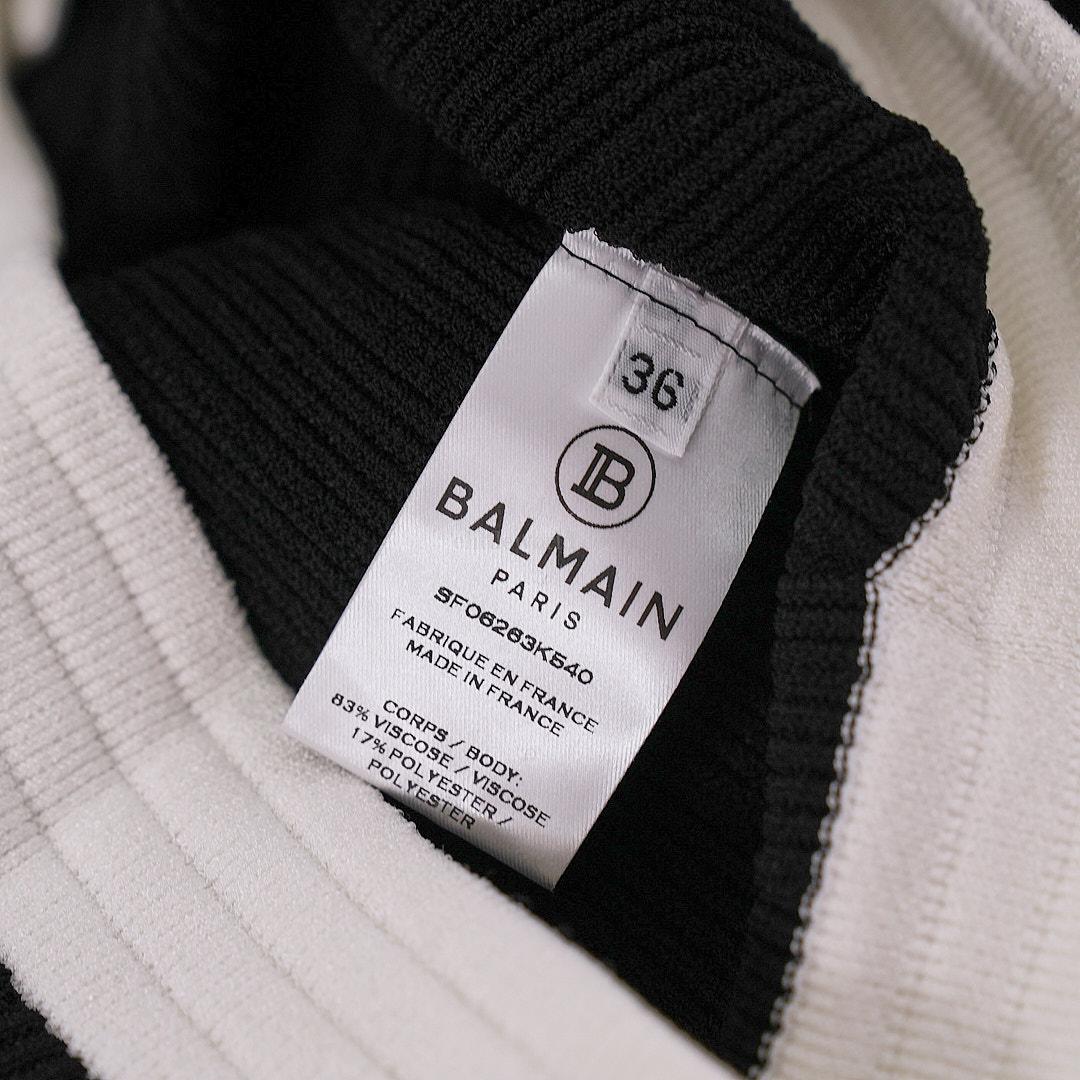 36
B
BALMAIN
PARIS
SF06263K540
FABRIQUE EN FRANCE
MADE IN FRANCE
CORPS / BODY:
83% VISCOSE / VISCOSE
17% POLYESTER /
POLYESTER